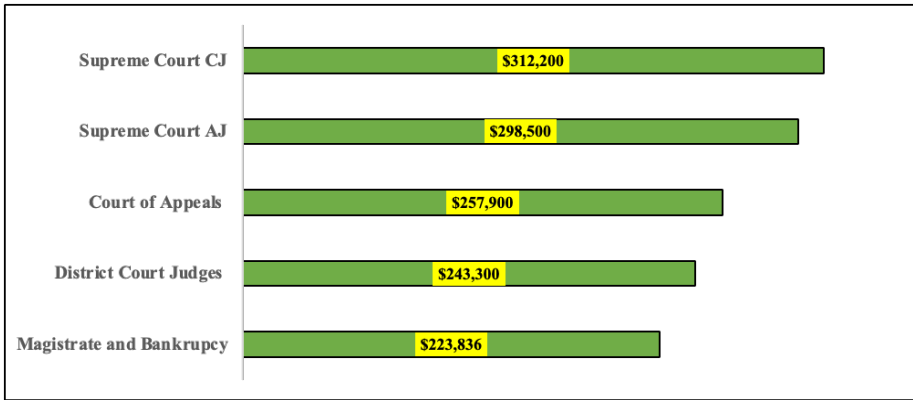 Supreme Court CJ $312,200
Supreme Court AJ $298,500
Court of Appeals $257,900
District Court Judges $243,300
Magistrate and Bankrupcy $223,836